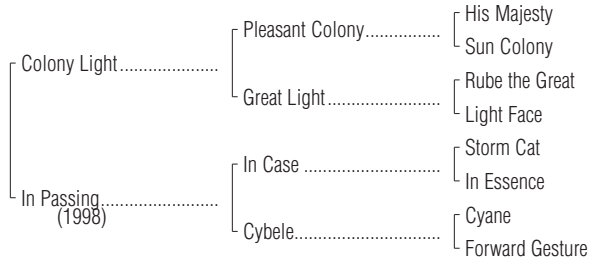 His Majesty
Pleasant Colony................
Sun Colony
Colony Light.....................
Rube the Great
Great Light........................
Light Face
Storm Cat
In Case .............................
In Essence
In Passing.........................
(1998)
Cyane
Cybele...............................
Forward Gesture